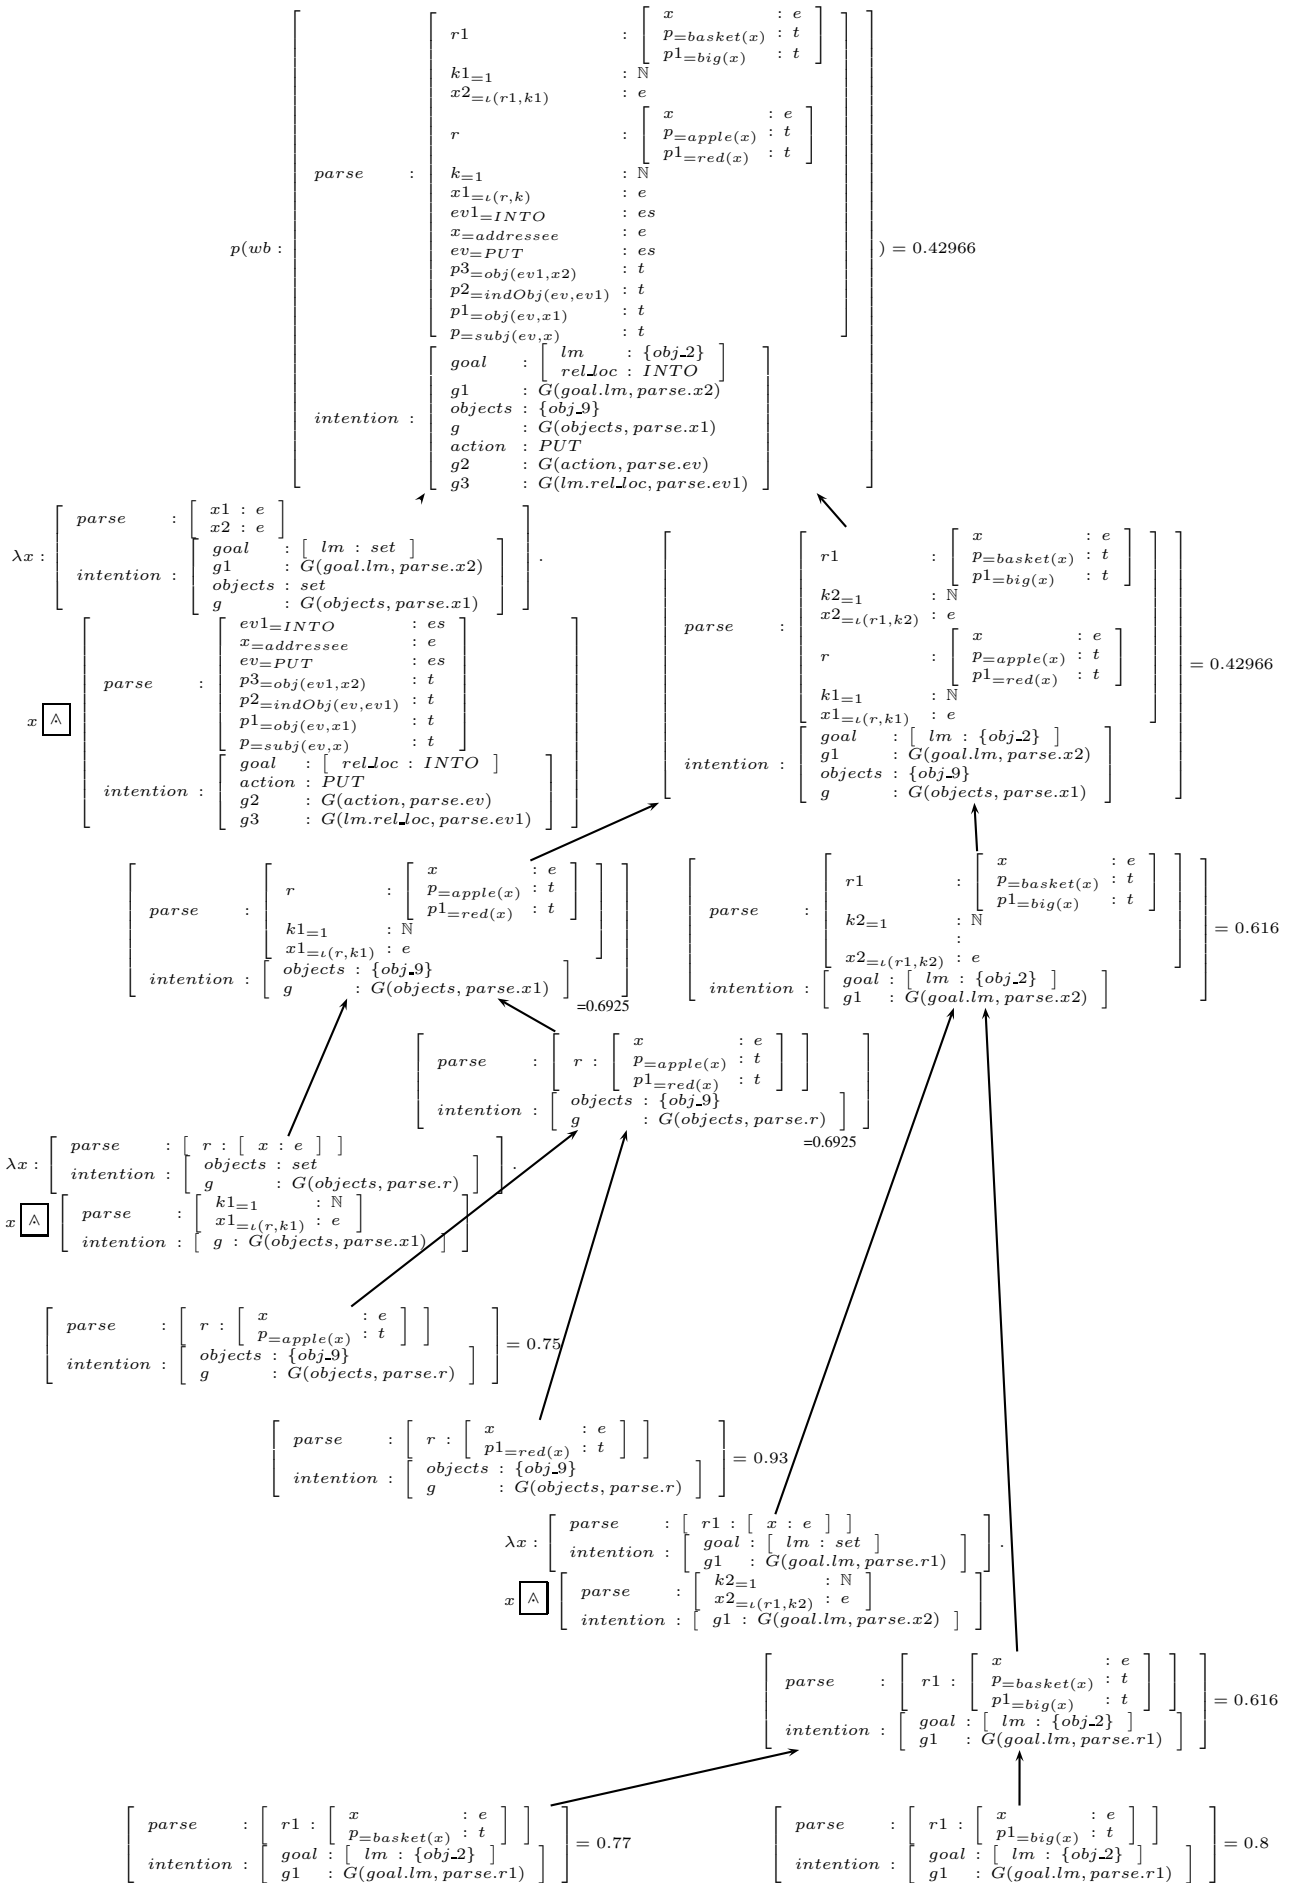 r1 : [ x : e
p=basket(x) : t
p1=big(x) : t ]
k1=1 : ℕ
x2=ι(r1,k1) : e
r : [ x : e
p=apple(x) : t
p1=red(x) : t ]
parse : k=1 : ℕ
x1=ι(r,k) : e
ev1=INTO : es
x=addressee : e
p(wb : ev=PUT : es ) = 0.42966
p3=obj(ev1,x2) : t
p2=indObj(ev,ev1) : t
p1=obj(ev,x1) : t
p=subj(ev,x) : t
goal : [ lm : {obj_2}
rel_loc : INTO ]
g1 : G(goal.lm, parse.x2)
intention : objects : {obj_9}
g : G(objects, parse.x1)
action : PUT
g2 : G(action, parse.ev)
g3 : G(lm.rel_loc, parse.ev1)
parse : [ x1 : e
x2 : e ]
λx : goal : [ lm : set ] .
intention : g1 : G(goal.lm, parse.x2)
objects : set
g : G(objects, parse.x1)
ev1=INTO : es
x=addressee : e
ev=PUT : es
parse : p3=obj(ev1,x2) : t
p2=indObj(ev,ev1) : t
x ⩑ p1=obj(ev,x1) : t
p=subj(ev,x) : t
goal : [ rel_loc : INTO ]
intention : action : PUT
g2 : G(action, parse.ev)
g3 : G(lm.rel_loc, parse.ev1)
r1 : [ x : e
p=basket(x) : t
p1=big(x) : t ]
k2=1 : ℕ
x2=ι(r1,k2) : e
parse : r : [ x : e
p=apple(x) : t = 0.42966
p1=red(x) : t ]
k1=1 : ℕ
x1=ι(r,k1) : e
goal : [ lm : {obj_2} ]
intention : g1 : G(goal.lm, parse.x2)
objects : {obj_9}
g : G(objects, parse.x1)
r : [ x : e
p=apple(x) : t
parse : p1=red(x) : t ]
k1=1 : ℕ
x1=ι(r,k1) : e
intention : [ objects : {obj_9}
g : G(objects, parse.x1) ]
=0.6925
r1 : [ x : e
p=basket(x) : t
parse : p1=big(x) : t ]
k2=1 : ℕ = 0.616
:
x2=ι(r1,k2) : e
intention : [ goal : [ lm : {obj_2} ]
g1 : G(goal.lm, parse.x2) ]
parse : [ r : [ x : e
p=apple(x) : t
p1=red(x) : t ] ]
intention : [ objects : {obj_9}
g : G(objects, parse.r) ]
=0.6925
λx : parse : [ r : [ x : e ] ] .
intention : [ objects : set
g : G(objects, parse.r) ]
x ⩑ parse : [ k1=1 : ℕ
x1=ι(r,k1) : e ]
intention : [ g : G(objects, parse.x1) ]
parse : [ r : [ x : e
p=apple(x) : t ] ] = 0.75
intention : [ objects : {obj_9}
g : G(objects, parse.r) ]
parse : [ r : [ x : e
p1=red(x) : t ] ] = 0.93
intention : [ objects : {obj_9}
g : G(objects, parse.r) ]
λx : parse : [ r1 : [ x : e ] ] .
intention : [ goal : [ lm : set ]
g1 : G(goal.lm, parse.r1) ]
x ⩑ parse : [ k2=1 : ℕ
x2=ι(r1,k2) : e ]
intention : [ g1 : G(goal.lm, parse.x2) ]
parse : [ r1 : [ x : e
p=basket(x) : t
p1=big(x) : t ] ] = 0.616
intention : [ goal : [ lm : {obj_2} ]
g1 : G(goal.lm, parse.r1) ]
parse : [ r1 : [ x : e
p=basket(x) : t ] ] = 0.77
intention : [ goal : [ lm : {obj_2} ]
g1 : G(goal.lm, parse.r1) ]
parse : [ r1 : [ x : e
p1=big(x) : t ] ] = 0.8
intention : [ goal : [ lm : {obj_2} ]
g1 : G(goal.lm, parse.r1) ]